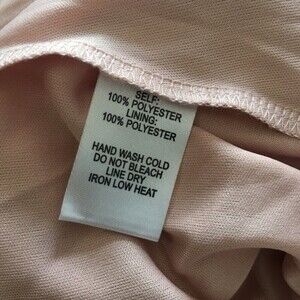 SELF:
100% POLYESTER
LINING:
100% POLYESTER
HAND WASH COLD
DO NOT BLEACH
LINE DRY
IRON LOW HEAT